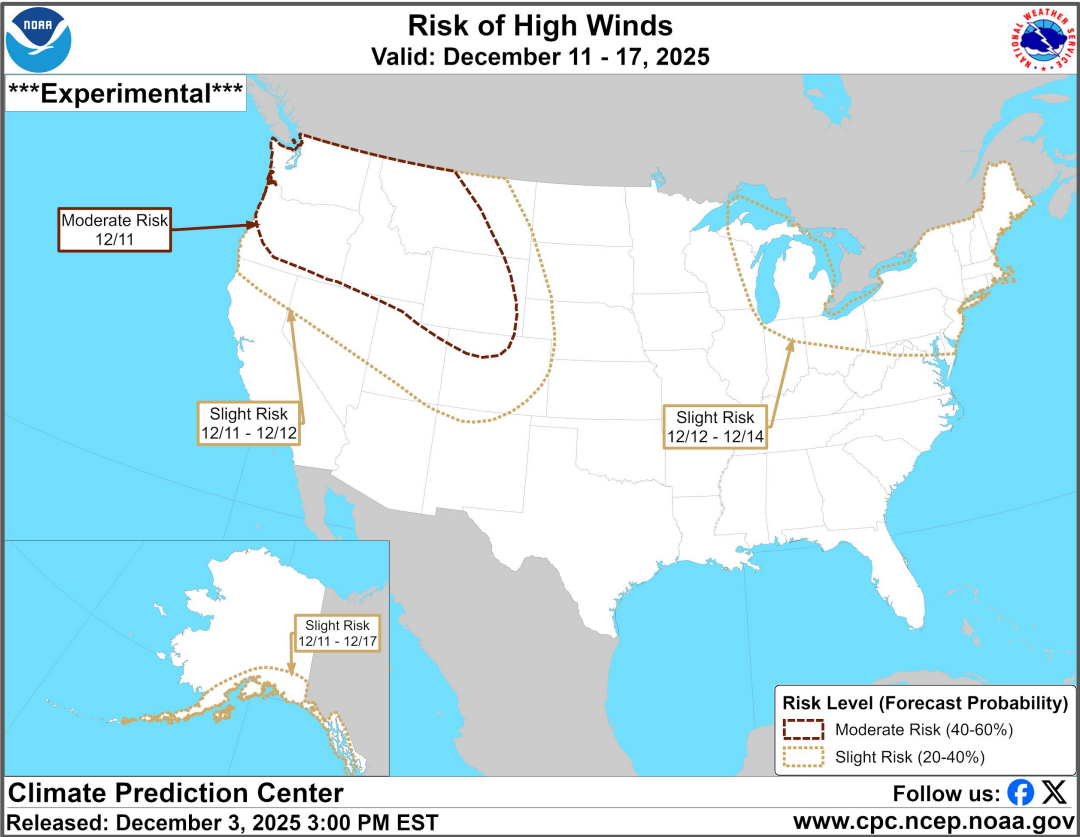 NOAA
Risk of High Winds
Valid: December 11 - 17, 2025
NATIONAL WEATHER SERVICE
***Experimental***
Moderate Risk
12/11
Slight Risk
12/11 - 12/12
Slight Risk
12/12 - 12/14
Slight Risk
12/11 - 12/17
Risk Level (Forecast Probability)
Moderate Risk (40-60%)
Slight Risk (20-40%)
Climate Prediction Center
Follow us:
Released: December 3, 2025 3:00 PM EST
www.cpc.ncep.noaa.gov